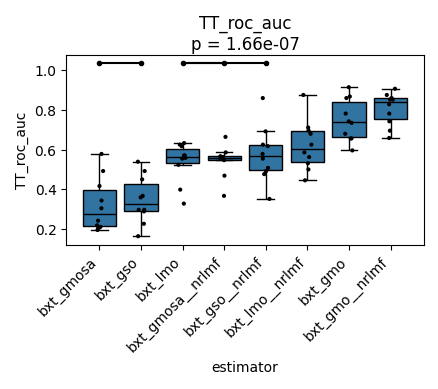 TT_roc_auc
p = 1.66e-07
TT_roc_auc
1.0
0.8
0.6
0.4
0.2
bxt_gmosa
bxt_gso
bxt_lmo
bxt_gmosa__nrlmf
bxt_gso__nrlmf
bxt_lmo__nrlmf
bxt_gmo
bxt_gmo__nrlmf
estimator